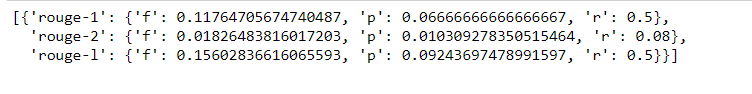 [{'rouge-1': {'f': 0.11764705674740487, 'p': 0.06666666666666667, 'r': 0.5},
'rouge-2': {'f': 0.01826483816017203, 'p': 0.010309278350515464, 'r': 0.08},
'rouge-l': {'f': 0.15602836616065593, 'p': 0.09243697478991597, 'r': 0.5}}]